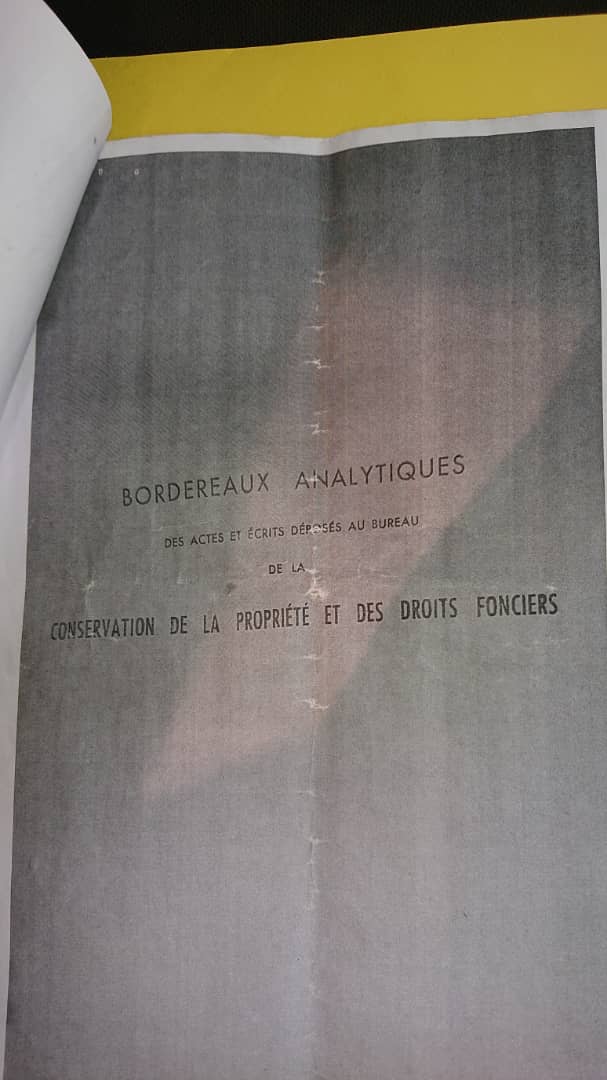 BORDEREAUX ANALYTIQUES
DES ACTES ET ÉCRITS DÉPOSÉS AU BUREAU
DE LA
CONSERVATION DE LA PROPRIÉTÉ ET DES DROITS FONCIERS